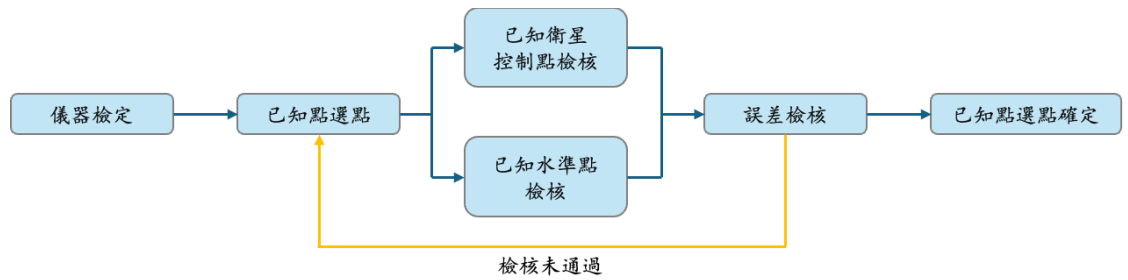 儀器檢定
已知點選點
已知衛星
控制點檢核
已知水準點
檢核
誤差檢核
已知點選點確定
檢核未通過